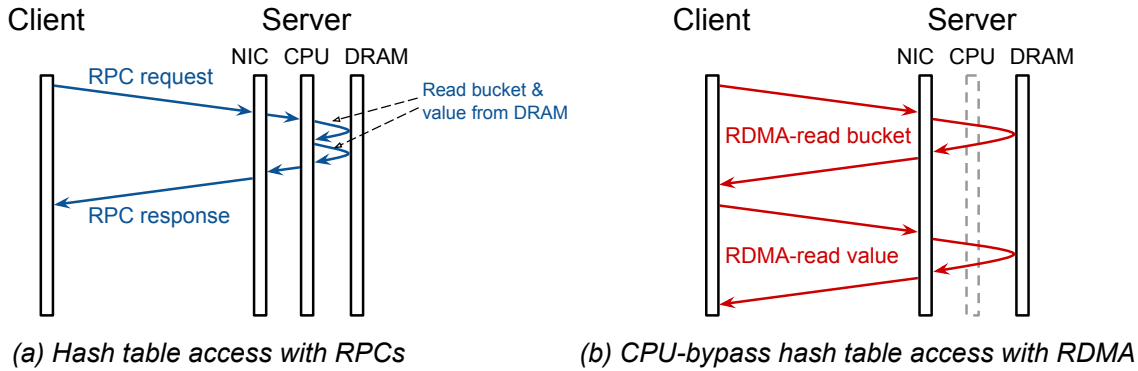 Client
Server
NIC
CPU
DRAM
RPC request
Read bucket &
value from DRAM
RPC response
(a) Hash table access with RPCs
Client
Server
NIC
CPU
DRAM
RDMA-read bucket
RDMA-read value
(b) CPU-bypass hash table access with RDMA